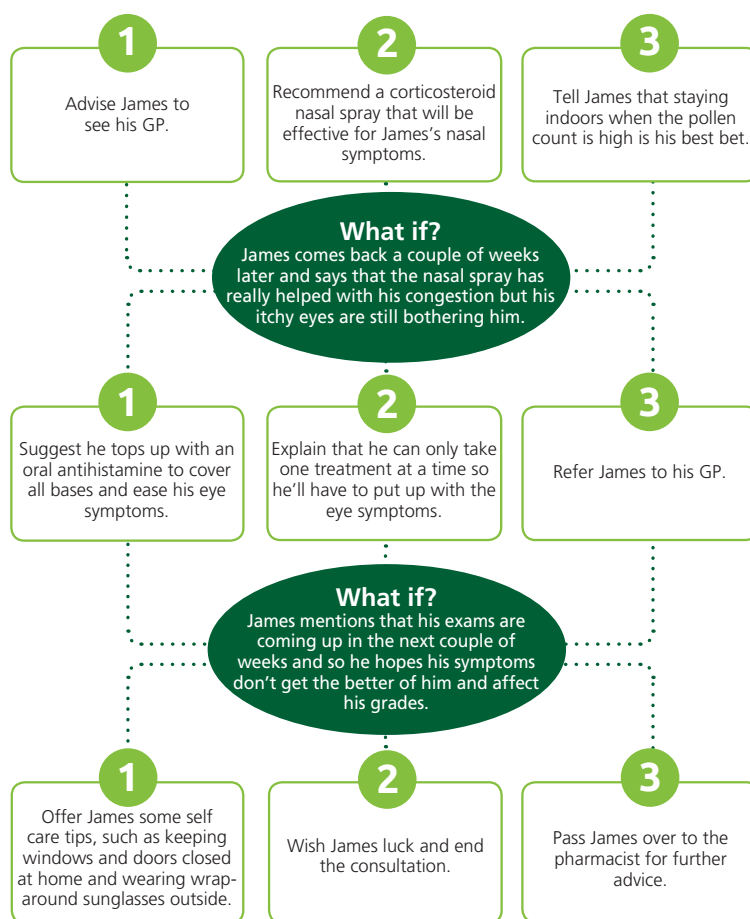 1
Advise James to
see his GP.
2
Recommend a corticosteroid
nasal spray that will be
effective for James’s nasal
symptoms.
3
Tell James that staying
indoors when the pollen
count is high is his best bet.
What if?
James comes back a couple of weeks
later and says that the nasal spray has
really helped with his congestion but his
itchy eyes are still bothering him.
1
Suggest he tops up with an
oral antihistamine to cover
all bases and ease his eye
symptoms.
2
Explain that he can only take
one treatment at a time so
he’ll have to put up with the
eye symptoms.
3
Refer James to his GP.
What if?
James mentions that his exams are
coming up in the next couple of
weeks and so he hopes his symptoms
don’t get the better of him and affect
his grades.
1
Offer James some self
care tips, such as keeping
windows and doors closed
at home and wearing wrap-
around sunglasses outside.
2
Wish James luck and end
the consultation.
3
Pass James over to the
pharmacist for further
advice.